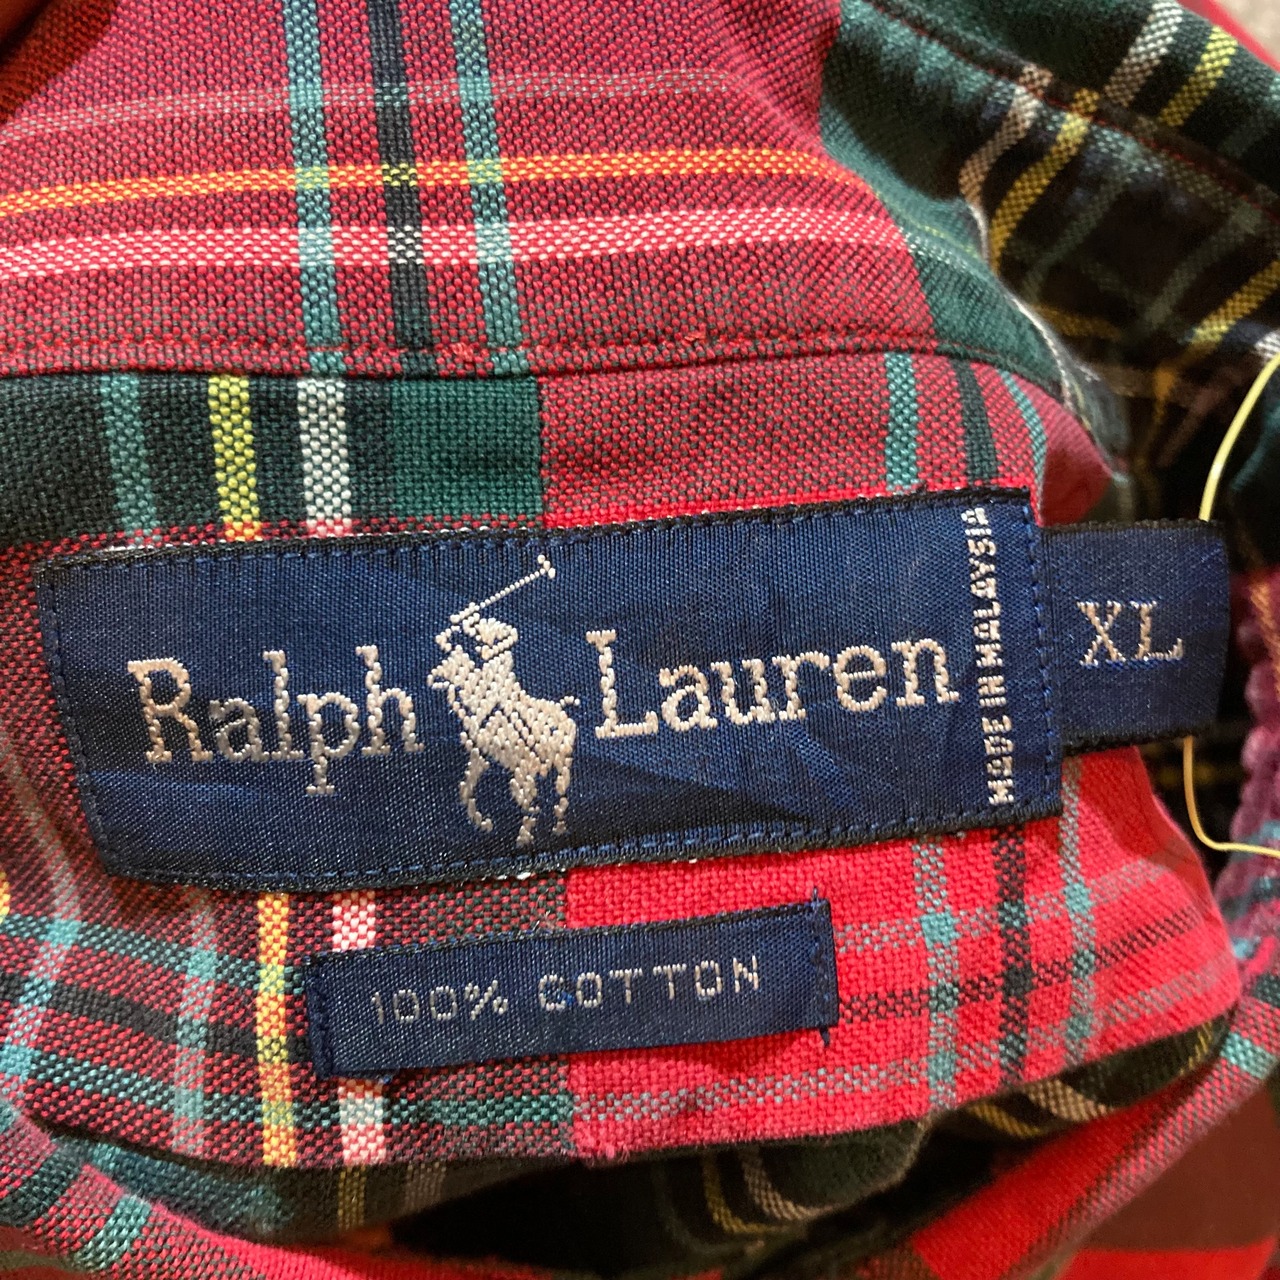 Ralph Lauren
MADE IN MALAYSIA
XL
100% COTTON